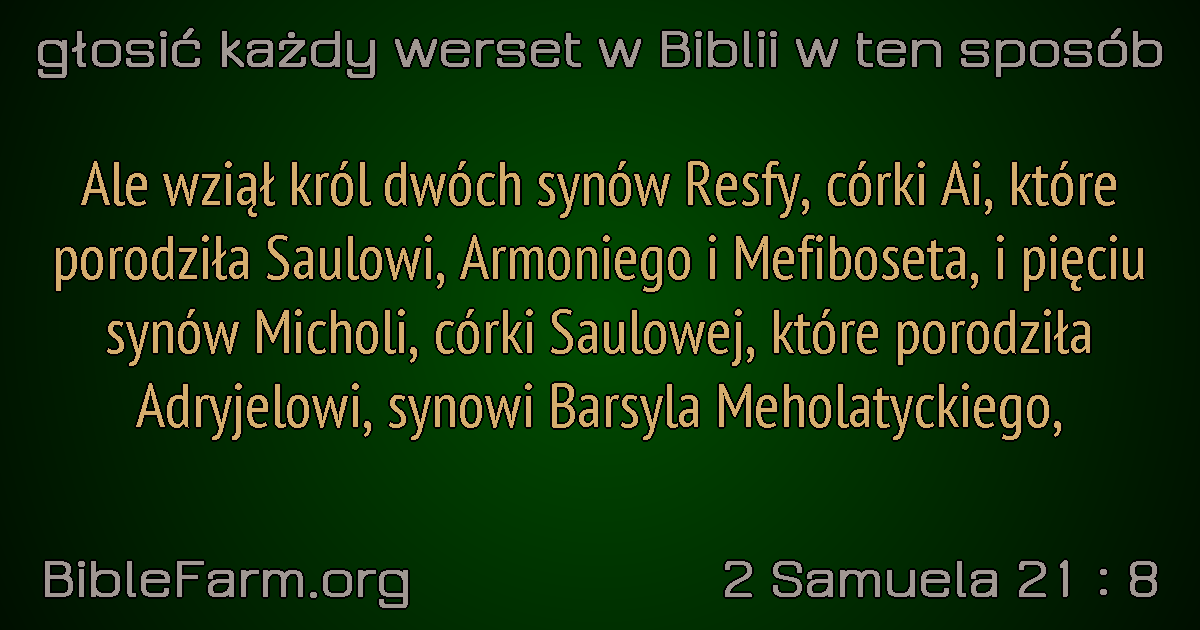 głosić każdy werset w Biblii w ten sposób
Ale wziął król dwóch synów Resfy, córki Ai, które
porodziła Saulowi, Armoniego i Mefiboseta, i pięciu
synów Micholi, córki Saulowej, które porodziła
Adryjelowi, synowi Barsyla Meholatyckiego,
BibleFarm.org
2 Samuela 21 : 8